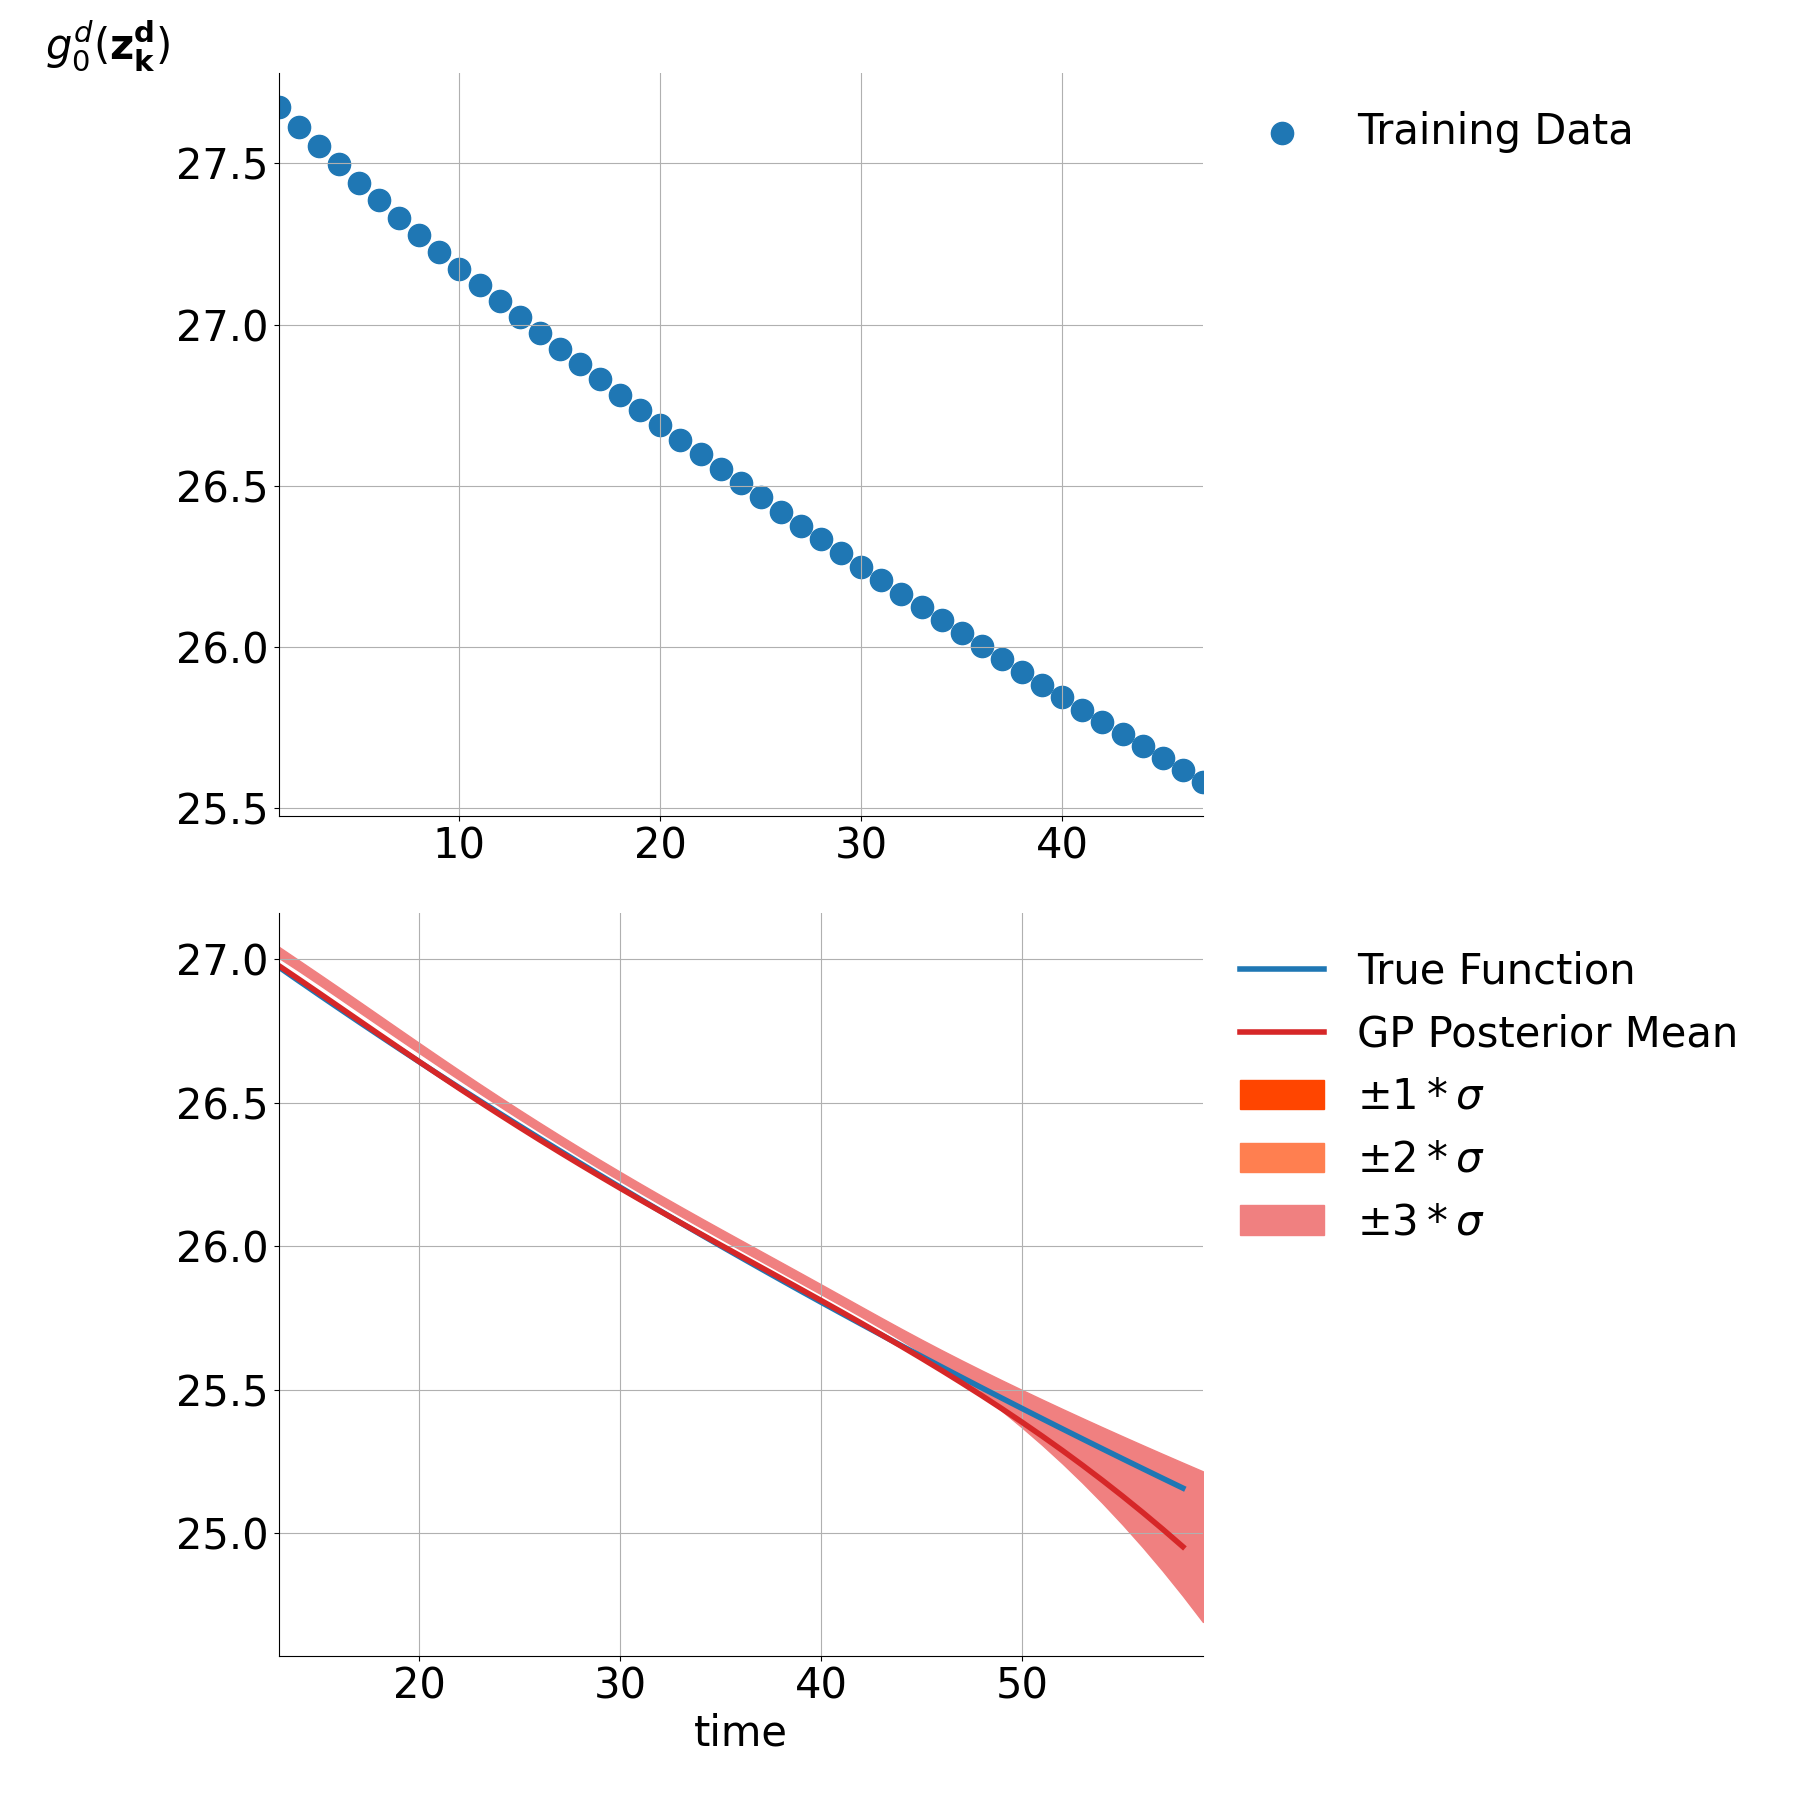 g₀ᵈ(𝐳ₖᵈ)
Training Data
27.5
27.0
26.5
26.0
25.5
10 20 30 40
True Function
GP Posterior Mean
±1 * σ
±2 * σ
±3 * σ
27.0
26.5
26.0
25.5
25.0
20 30 40 50
time